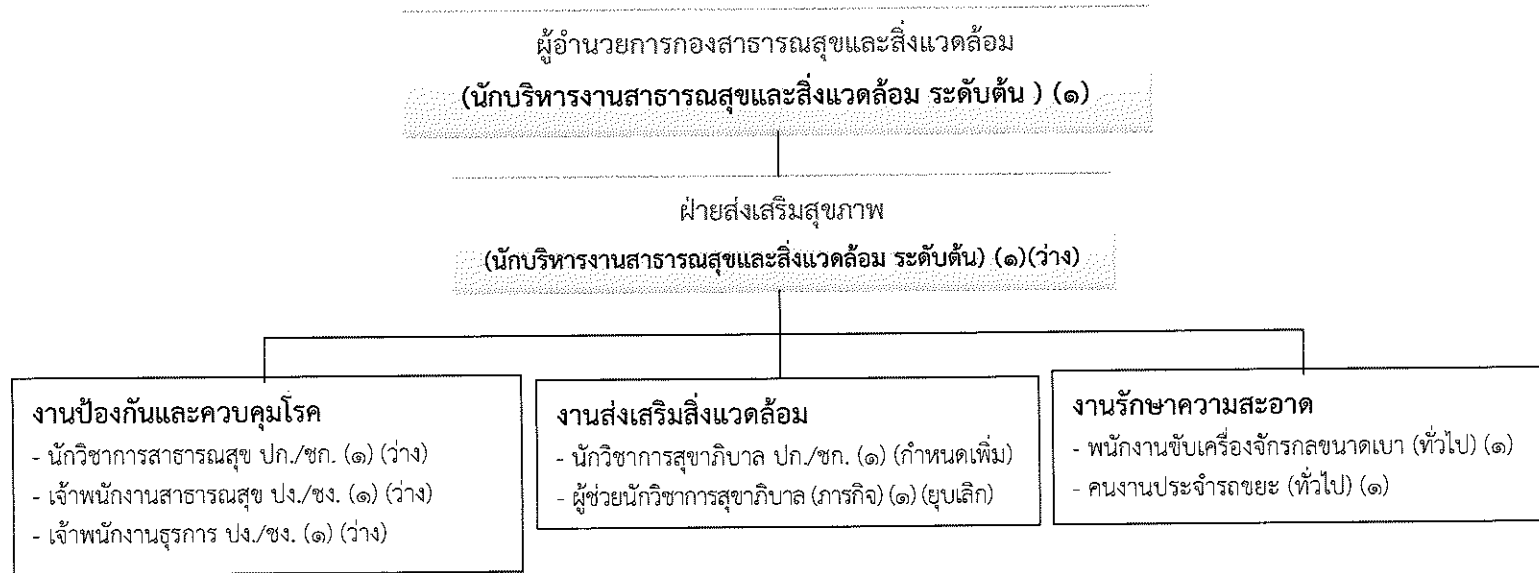 ผู้อำนวยการกองสาธารณสุขและสิ่งแวดล้อม
(นักบริหารงานสาธารณสุขและสิ่งแวดล้อม ระดับต้น ) (๑)
ฝ่ายส่งเสริมสุขภาพ
(นักบริหารงานสาธารณสุขและสิ่งแวดล้อม ระดับต้น) (๑)(ว่าง)
งานป้องกันและควบคุมโรค
- นักวิชาการสาธารณสุข ปก./ชก. (๑) (ว่าง)
- เจ้าพนักงานสาธารณสุข ปง./ชง. (๑) (ว่าง)
- เจ้าพนักงานธุรการ ปง./ชง. (๑) (ว่าง)
งานส่งเสริมสิ่งแวดล้อม
- นักวิชาการสุขาภิบาล ปก./ชก. (๑) (กำหนดเพิ่ม)
- ผู้ช่วยนักวิชาการสุขาภิบาล (ภารกิจ) (๑) (ยุบเลิก)
งานรักษาความสะอาด
- พนักงานขับเครื่องจักรกลขนาดเบา (ทั่วไป) (๑)
- คนงานประจำรถขยะ (ทั่วไป) (๑)